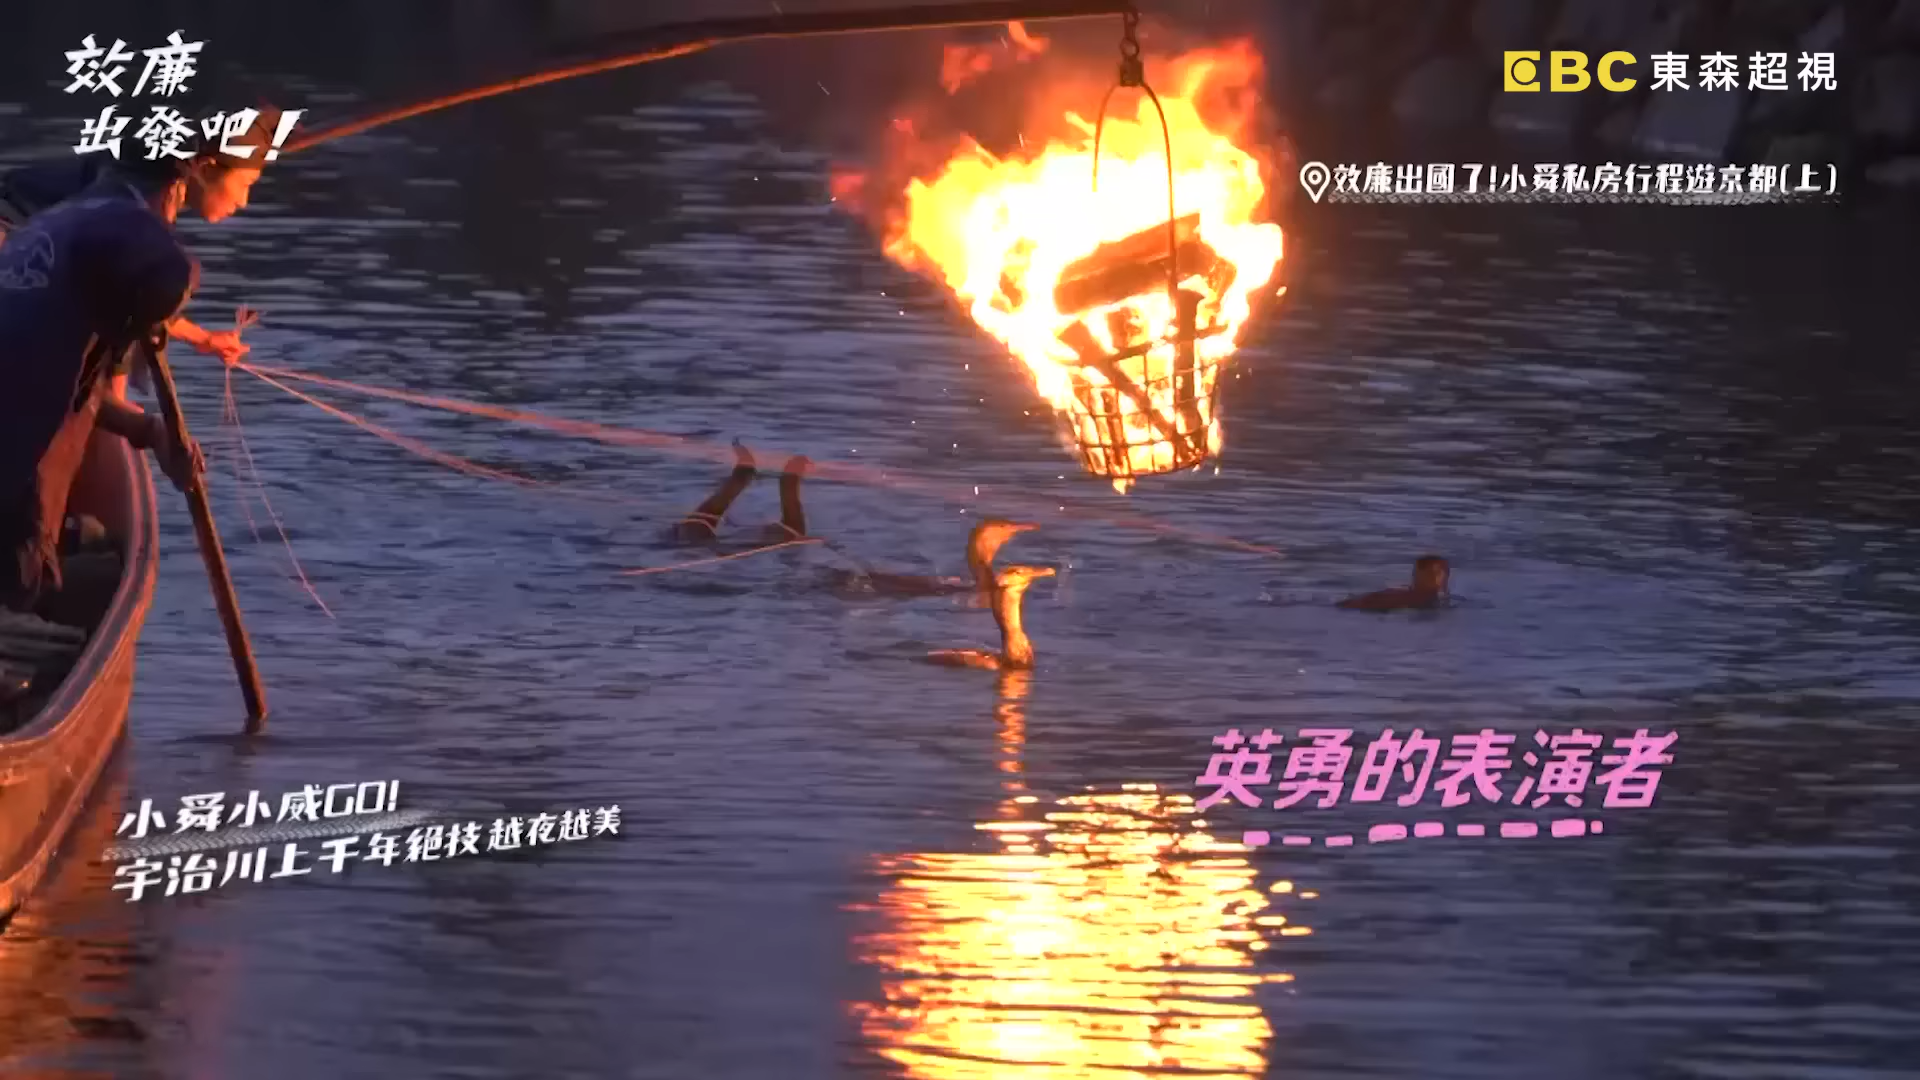 效廉
出發吧!
EBC 東森超視
效廉出國了!小舜私房行程遊京都(上)
英勇的表演者
小舜小威GO!
宇治川上千年絕技 越夜越美